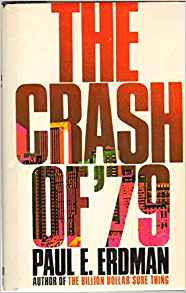 THE
CRASH
OF '79
PAUL E. ERDMAN
AUTHOR OF THE BILLION DOLLAR SURE THING